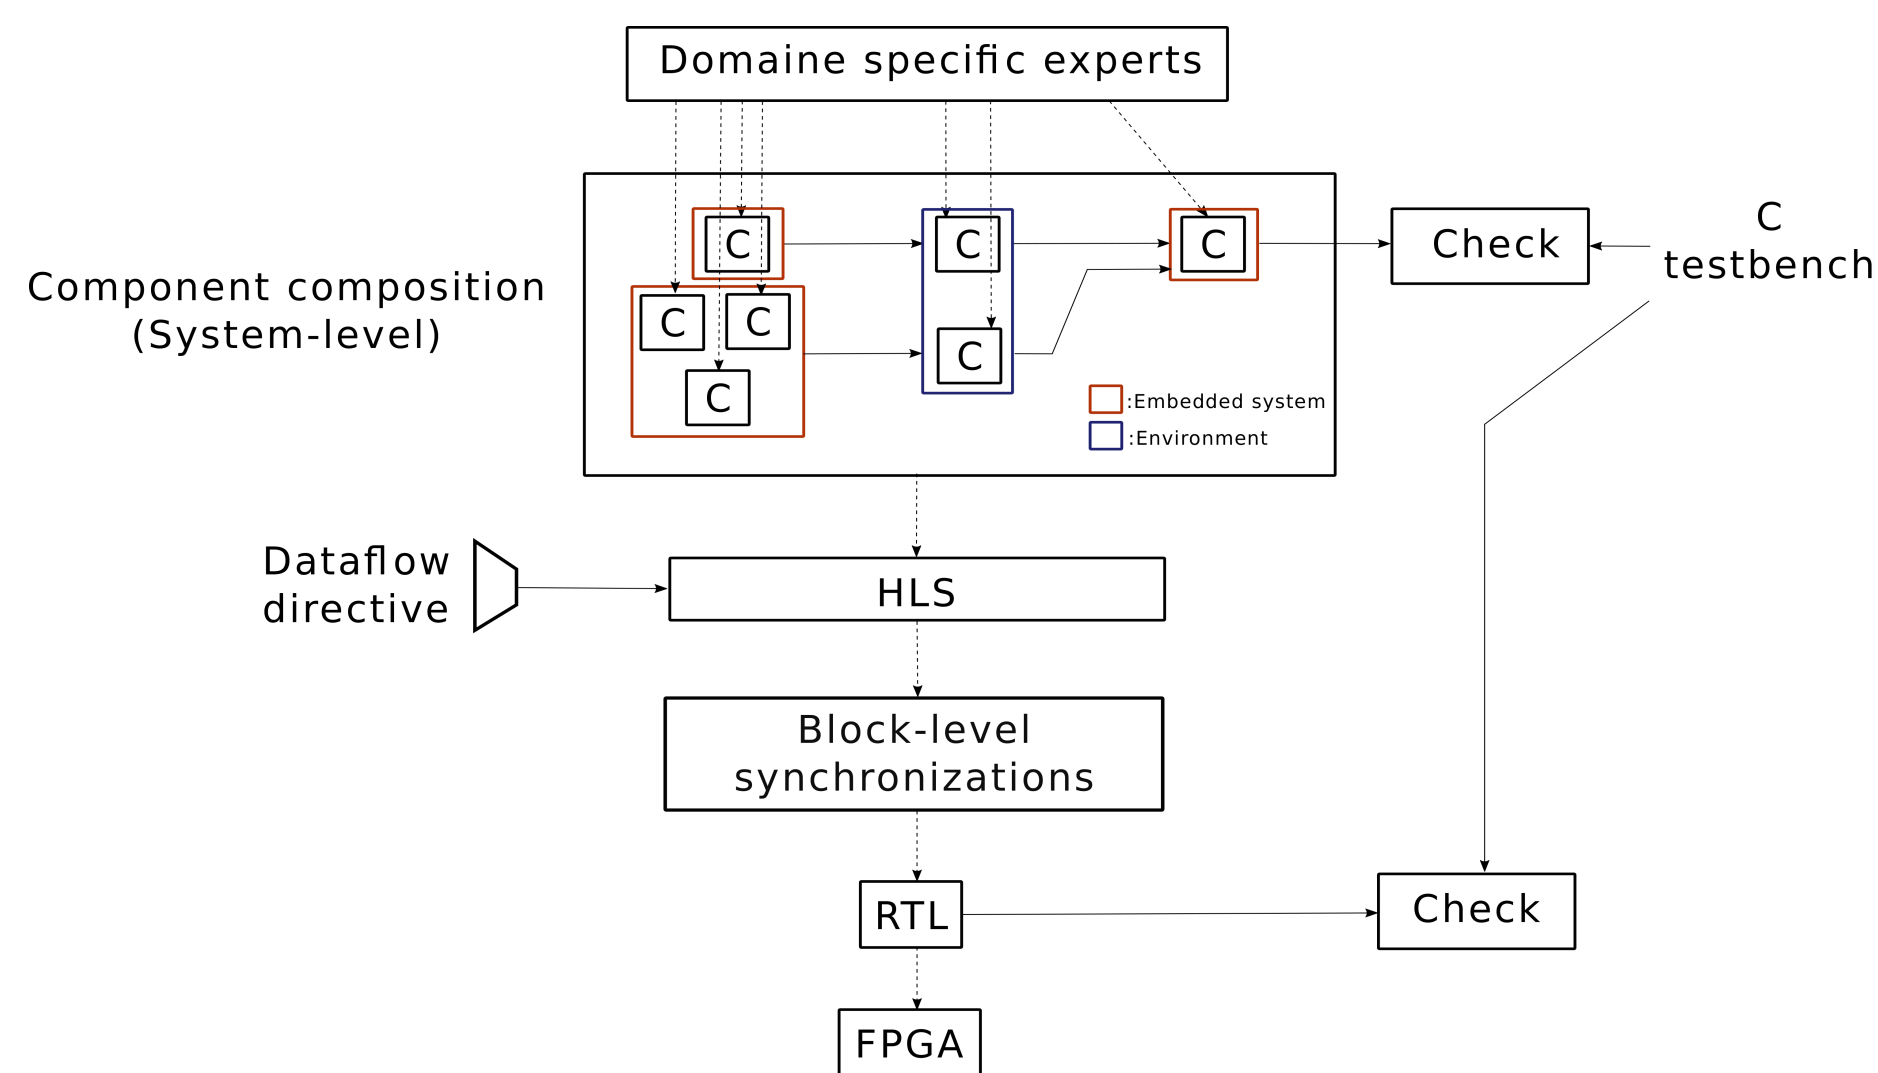 Domaine specific experts
C
C
C
Check
C
testbench
Component composition
(System-level)
C
C
C
C
:Embedded system
:Environment
Dataflow
directive
HLS
Block-level
synchronizations
RTL
Check
FPGA